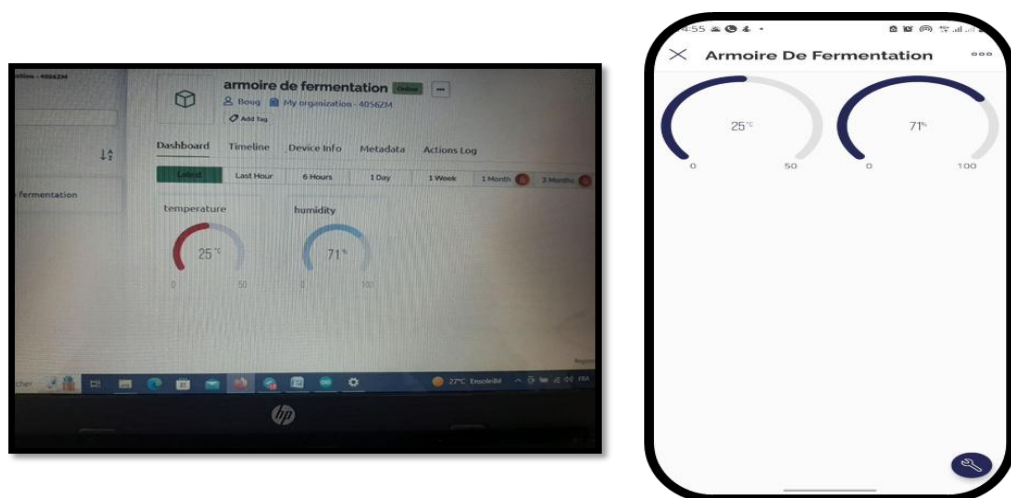 armoire de fermentation Online
Boug My organization - 4056ZM
Add Tag
Dashboard Timeline Device Info Metadata Actions Log
Latest Last Hour 6 Hours 1 Day 1 Week 1 Month 3 Months
fermentation
temperature humidity
25 °C 71 %
0 50 0 100
27°C Ensoleillé FRA
hp
Armoire De Fermentation
25 °C 71 %
0 50 0 100